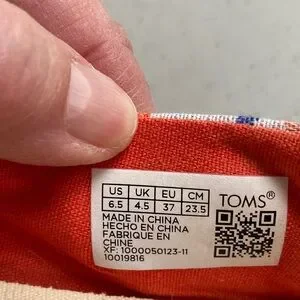 US UK EU CM TOMS®
6.5 4.5 37 23.5
MADE IN CHINA
HECHO EN CHINA
FABRIQUE EN
CHINE
XF: 1000050123-11
10019816